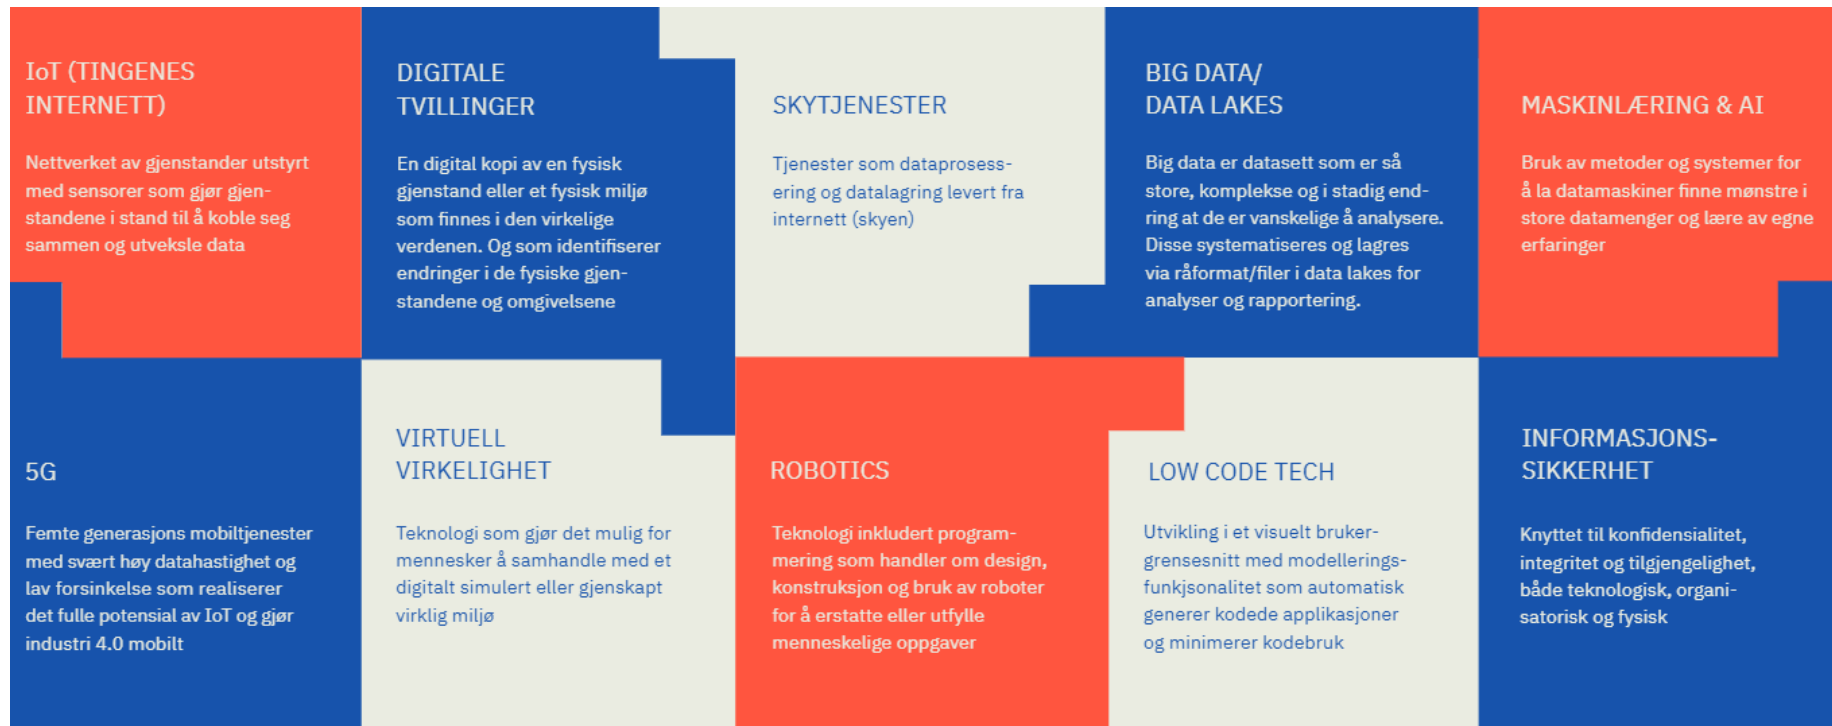 IoT (TINGENES
INTERNETT)
Nettverket av gjenstander utstyrt
med sensorer som gjør gjen-
standene i stand til å koble seg
sammen og utveksle data
DIGITALE
TVILLINGER
En digital kopi av en fysisk
gjenstand eller et fysisk miljø
som finnes i den virkelige
verdenen. Og som identifiserer
endringer i de fysiske gjen-
standene og omgivelsene
SKYTJENESTER
Tjenester som dataprosess-
ering og datalagring levert fra
internett (skyen)
BIG DATA/
DATA LAKES
Big data er datasett som er så
store, komplekse og i stadig end-
ring at de er vanskelige å analysere.
Disse systematiseres og lagres
via råformat/filer i data lakes for
analyser og rapportering.
MASKINLÆRING & AI
Bruk av metoder og systemer for
å la datamaskiner finne mønstre i
store datamenger og lære av egne
erfaringer
5G
Femte generasjons mobiltjenester
med svært høy datahastighet og
lav forsinkelse som realiserer
det fulle potensial av IoT og gjør
industri 4.0 mobilt
VIRTUELL
VIRKELIGHET
Teknologi som gjør det mulig for
mennesker å samhandle med et
digitalt simulert eller gjenskapt
virklig miljø
ROBOTICS
Teknologi inkludert program-
mering som handler om design,
konstruksjon og bruk av roboter
for å erstatte eller utfylle
menneskelige oppgaver
LOW CODE TECH
Utvikling i et visuelt bruker-
grensesnitt med modellerings-
funkjsonalitet som automatisk
generer kodede applikasjoner
og minimerer kodebruk
INFORMASJONS-
SIKKERHET
Knyttet til konfidensialitet,
integritet og tilgjengelighet,
både teknologisk, organi-
satorisk og fysisk